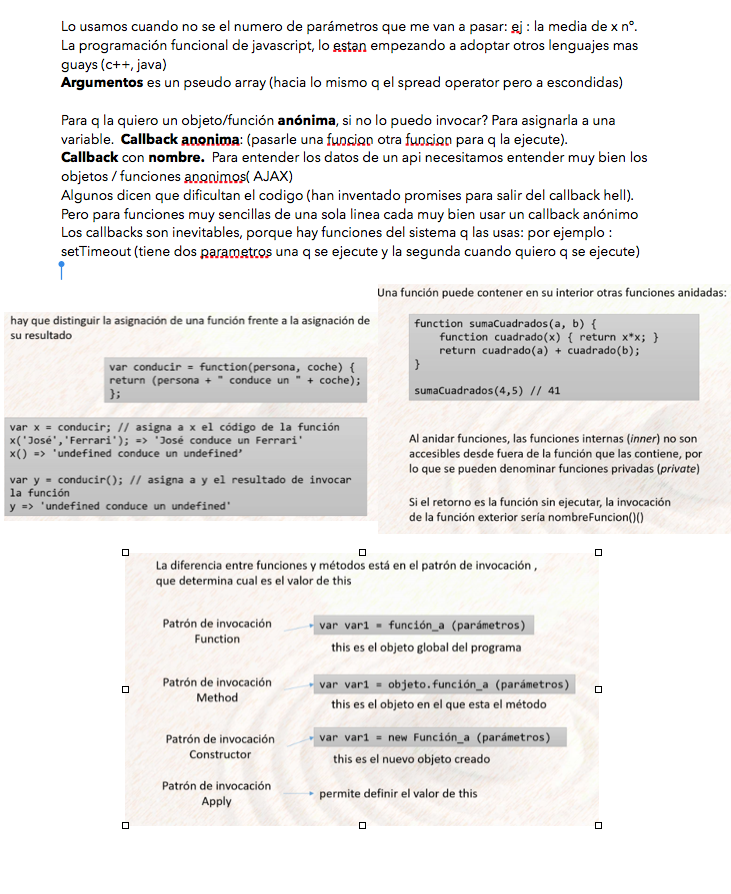 Lo usamos cuando no se el numero de parámetros que me van a pasar: ej : la media de x nº.
La programación funcional de javascript, lo estan empezando a adoptar otros lenguajes mas
guays (c++, java)
Argumentos es un pseudo array (hacia lo mismo q el spread operator pero a escondidas)
Para q la quiero un objeto/función anónima, si no lo puedo invocar? Para asignarla a una
variable. Callback anonima: (pasarle una funcion otra funcion para q la ejecute).
Callback con nombre. Para entender los datos de un api necesitamos entender muy bien los
objetos / funciones anonimos( AJAX)
Algunos dicen que dificultan el codigo (han inventado promises para salir del callback hell).
Pero para funciones muy sencillas de una sola linea cada muy bien usar un callback anónimo
Los callbacks son inevitables, porque hay funciones del sistema q las usas: por ejemplo :
setTimeout (tiene dos parametros una q se ejecute y la segunda cuando quiero q se ejecute)
hay que distinguir la asignación de una función frente a la asignación de
su resultado
var conducir = function(persona, coche) {
return (persona + " conduce un " + coche);
};
var x = conducir; // asigna a x el código de la función
x('José','Ferrari'); => 'José conduce un Ferrari'
x() => 'undefined conduce un undefined’
var y = conducir(); // asigna a y el resultado de invocar
la función
y => 'undefined conduce un undefined'
Una función puede contener en su interior otras funciones anidadas:
function sumaCuadrados(a, b) {
function cuadrado(x) { return x*x; }
return cuadrado(a) + cuadrado(b);
}
sumaCuadrados(4,5) // 41
Al anidar funciones, las funciones internas (inner) no son
accesibles desde fuera de la función que las contiene, por
lo que se pueden denominar funciones privadas (private)
Si el retorno es la función sin ejecutar, la invocación
de la función exterior sería nombreFuncion()()
La diferencia entre funciones y métodos está en el patrón de invocación ,
que determina cual es el valor de this
Patrón de invocación
Function
var var1 = función_a (parámetros)
this es el objeto global del programa
Patrón de invocación
Method
var var1 = objeto.función_a (parámetros)
this es el objeto en el que esta el método
Patrón de invocación
Constructor
var var1 = new Función_a (parámetros)
this es el nuevo objeto creado
Patrón de invocación
Apply
permite definir el valor de this